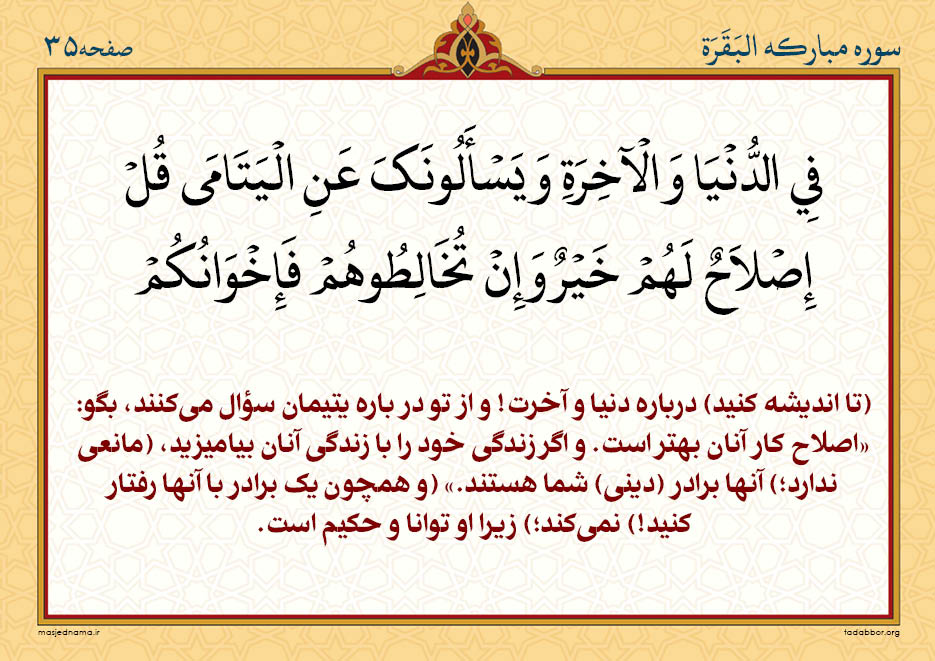 سوره مبارکه البَقَرَة
صفحه۳۵
فِي الدُّنْيَا وَ الْآخِرَةِ وَ يَسْأَلُونَكَ عَنِ الْيَتَامَى قُلْ
إِصْلاَحٌ لَهُمْ خَيْرٌ وَ إِنْ تُخَالِطُوهُمْ فَإِخْوَانُكُمْ
(تا اندیشه کنید) درباره دنیا و آخرت! و از تو در باره یتیمان سؤال می‌کنند، بگو:
«اصلاح کار آنان بهتر است. و اگر زندگی خود را با زندگی آنان بیامیزید، (مانعی
ندارد؛) آنها برادر (دینی) شما هستند.» (و همچون یک برادر با آنها رفتار
کنید!) نمی‌کند؛) زیرا او توانا و حکیم است.
masjednama.ir
tadabbor.org